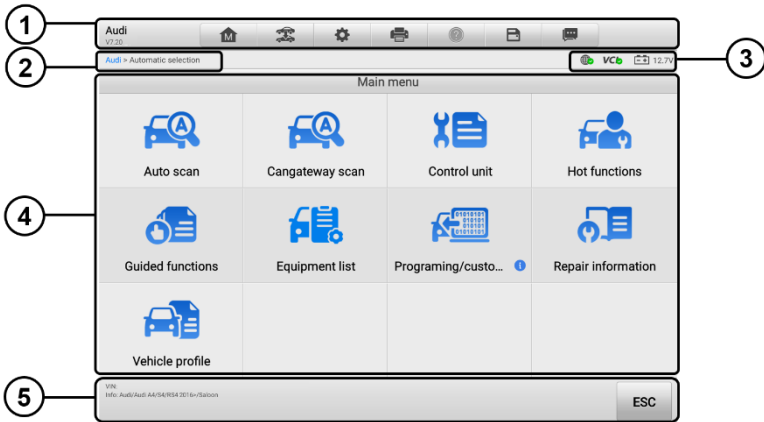 1
Audi
V7.20
2
Audi > Automatic selection
VCI
12.7V
3
Main menu
Auto scan
Cangateway scan
Control unit
Hot functions
4
Guided functions
Equipment list
Programing/custo...
Repair information
Vehicle profile
5
VIN:
Info: Audi/Audi A4/S4/RS4 2016>/Saloon
ESC